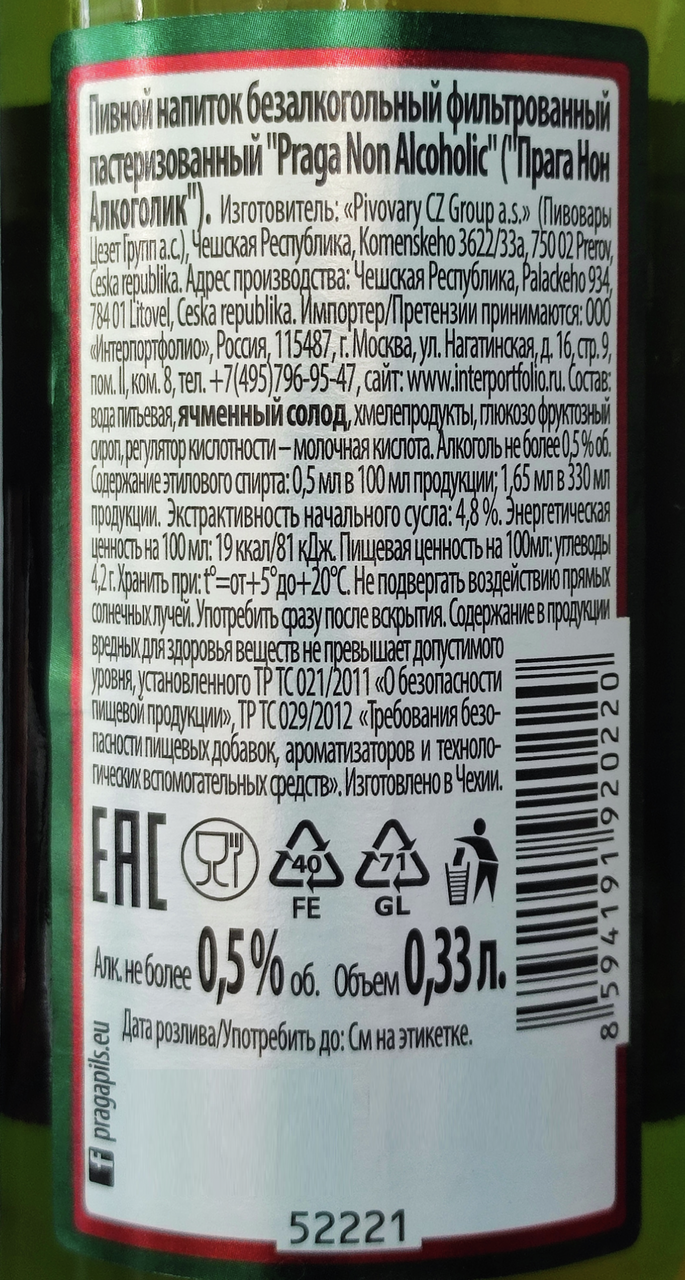 Пивной напиток безалкогольный фильтрованный
пастеризованный "Praga Non Alcoholic" ("Прага Нон
Алкоголик"). Изготовитель: «Pivovary CZ Group a.s.» (Пивовары
Цезет Групп а.с.), Чешская Республика, Komenskeho 3622/33a, 750 02 Prerov,
Ceska republika. Адрес производства: Чешская Республика, Palackeho 934,
784 01 Litovel, Ceska republika. Импортер/Претензии принимаются: ООО
«Интерпортфолио», Россия, 115487, г. Москва, ул. Нагатинская, д. 16, стр. 9,
пом. II, ком. 8, тел. +7(495)796-95-47, сайт: www.interportfolio.ru. Состав:
вода питьевая, ячменный солод, хмелепродукты, глюкозо фруктозный
сироп, регулятор кислотности – молочная кислота. Алкоголь не более 0,5 % об.
Содержание этилового спирта: 0,5 мл в 100 мл продукции; 1,65 мл в 330 мл
продукции. Экстрактивность начального сусла: 4,8 %. Энергетическая
ценность на 100 мл: 19 ккал/81 кДж. Пищевая ценность на 100мл: углеводы
4,2 г. Хранить при: t°=от+5°до+20°C. Не подвергать воздействию прямых
солнечных лучей. Употребить сразу после вскрытия. Содержание в продукции
вредных для здоровья веществ не превышает допустимого
уровня, установленного ТР ТС 021/2011 «О безопасности
пищевой продукции», ТР ТС 029/2012 «Требования безо-
пасности пищевых добавок, ароматизаторов и техноло-
гических вспомогательных средств». Изготовлено в Чехии.
EAC
40
FE
71
GL
8594191920220
Алк. не более 0,5% об. Объем 0,33 л.
Дата розлива/Употребить до: См на этикетке.
f pragapils.eu
52221